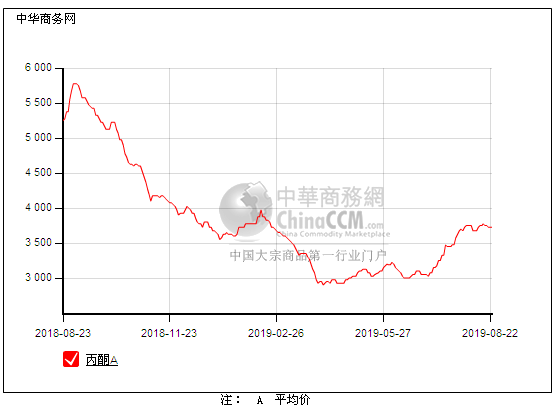 中华商务网
6 000
5 500
5 000
4 500
4 000
3 500
3 000
中華商務網
ChinaCCM.com
China Commodity Marketplace
中国大宗商品第一行业门户
2018-08-23 2018-11-23 2019-02-26 2019-05-27 2019-08-22
丙酮A
注： A 平均价